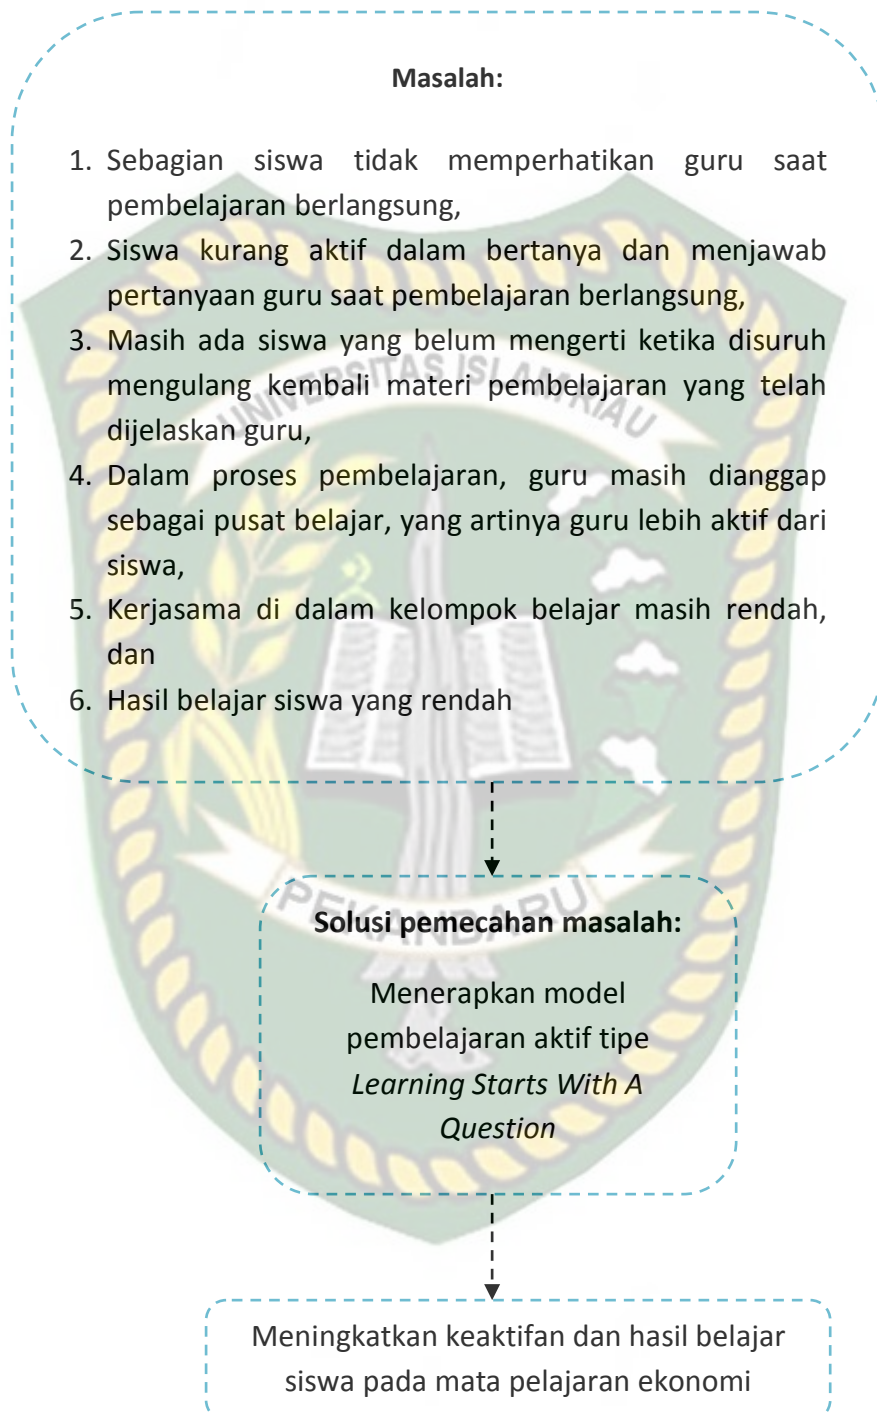 Masalah:
1. Sebagian siswa tidak memperhatikan guru saat
pembelajaran berlangsung,
2. Siswa kurang aktif dalam bertanya dan menjawab
pertanyaan guru saat pembelajaran berlangsung,
3. Masih ada siswa yang belum mengerti ketika disuruh
mengulang kembali materi pembelajaran yang telah
dijelaskan guru,
4. Dalam proses pembelajaran, guru masih dianggap
sebagai pusat belajar, yang artinya guru lebih aktif dari
siswa,
5. Kerjasama di dalam kelompok belajar masih rendah,
dan
6. Hasil belajar siswa yang rendah
UNIVERSITAS ISLAM RIAU
PEKANBARU
Solusi pemecahan masalah:
Menerapkan model
pembelajaran aktif tipe
Learning Starts With A
Question
Meningkatkan keaktifan dan hasil belajar
siswa pada mata pelajaran ekonomi